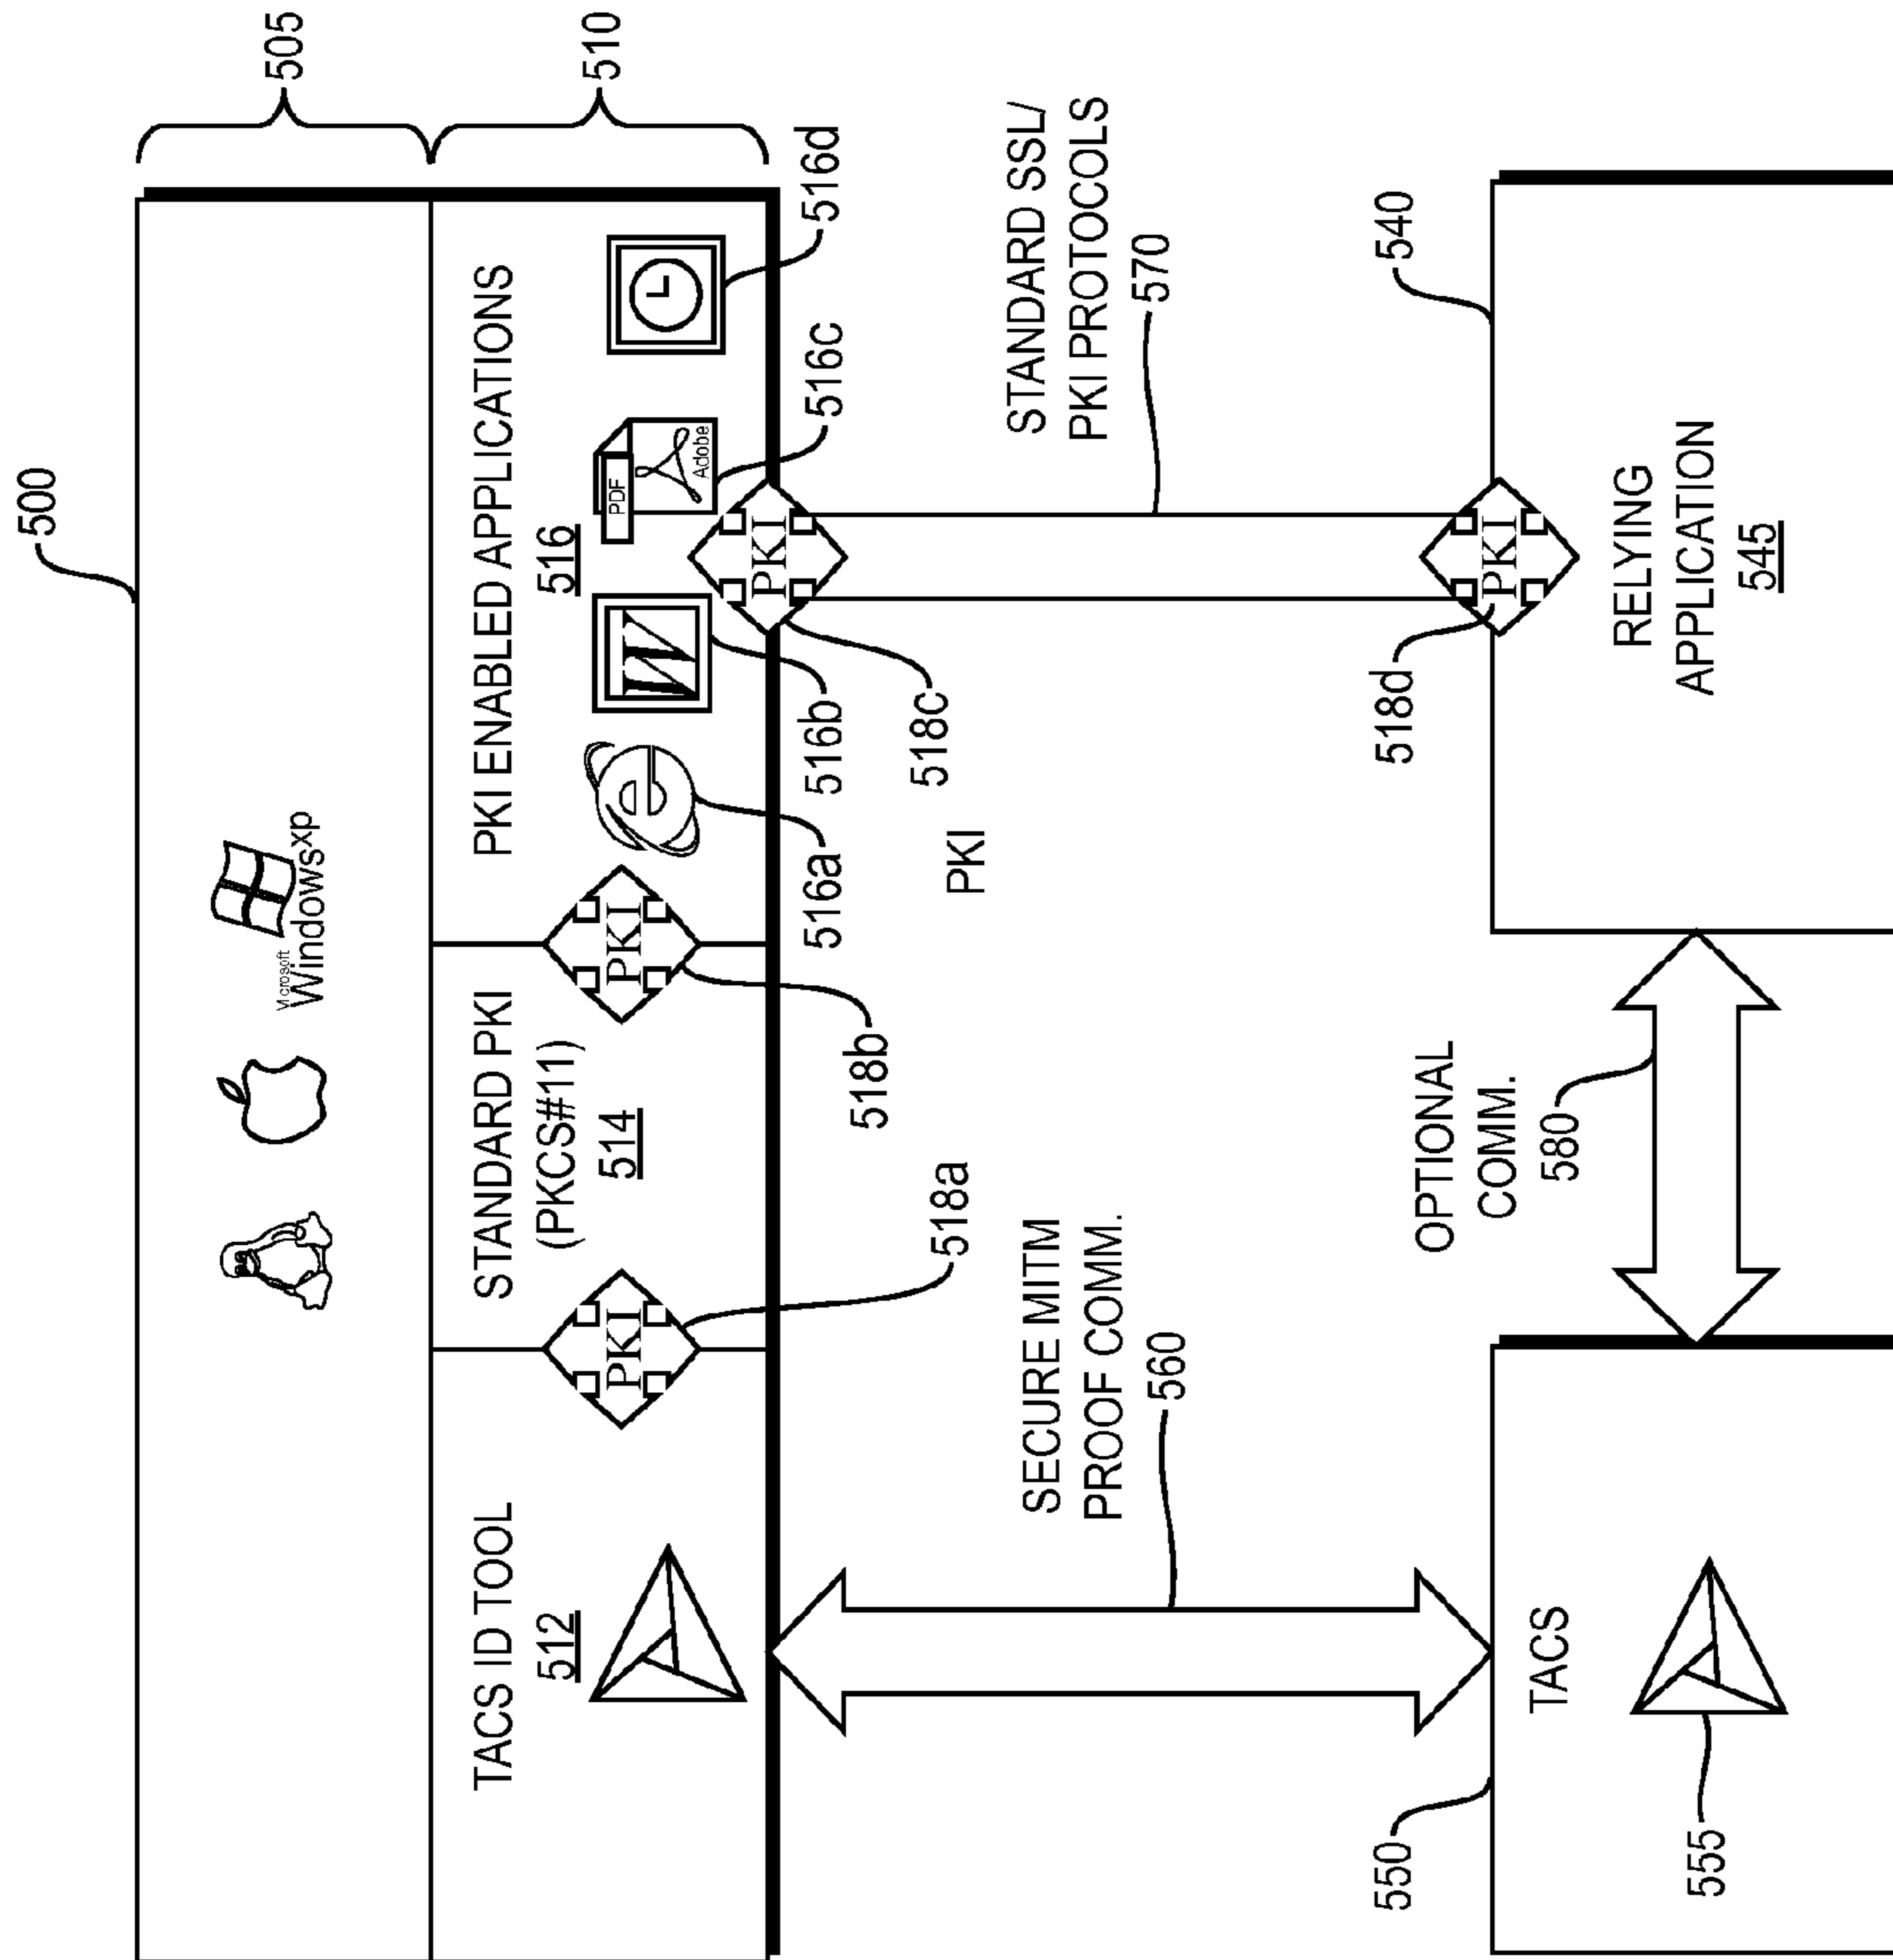 500
505
510
Microsoft
Windowsxp
TACS ID TOOL
512
STANDARD PKI
(PKCS#11)
514
PKI ENABLED APPLICATIONS
516
PKI
PKI
PKI
PDF
Adobe
518a
518b
516a
516b
518c
516c
516d
PKI
SECURE MITM
PROOF COMM.
560
STANDARD SSL/
PKI PROTOCOLS
570
550
TACS
555
OPTIONAL
COMM.
580
540
518d
PKI
RELYING
APPLICATION
545